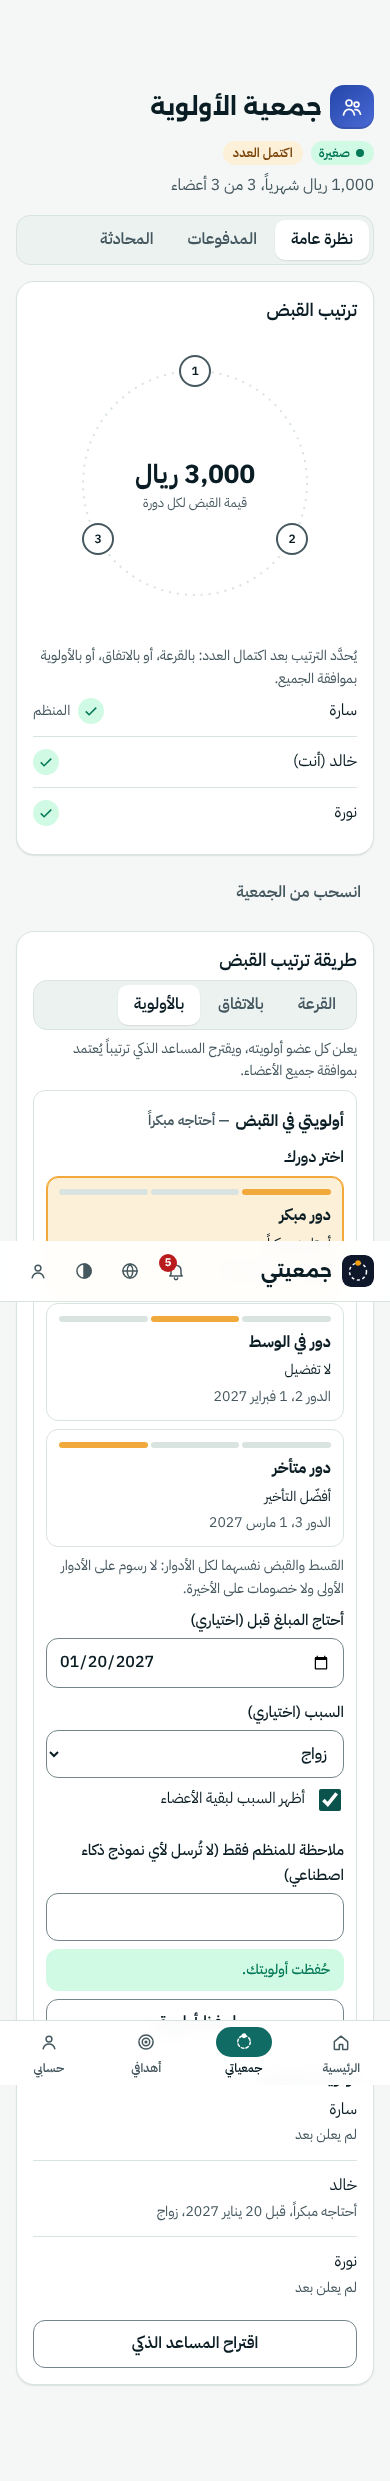 جمعية الأولوية
صغيرة
اكتمل العدد
1,000 ريال شهرياً، 3 من 3 أعضاء
نظرة عامة
المدفوعات
المحادثة
ترتيب القبض
1
3,000 ريال
قيمة القبض لكل دورة
3
2
يُحدَّد الترتيب بعد اكتمال العدد: بالقرعة، أو بالاتفاق، أو بالأولوية
بموافقة الجميع.
سارة
المنظم
خالد (أنت)
نورة
انسحب من الجمعية
طريقة ترتيب القبض
القرعة
بالاتفاق
بالأولوية
يعلن كل عضو أولويته، ويقترح المساعد الذكي ترتيباً يُعتمد
بموافقة جميع الأعضاء.
أولويتي في القبض – أحتاجه مبكراً
اختر دورك
دور مبكر
جمعيتي
5
دور في الوسط
لا تفضيل
الدور 2، 1 فبراير 2027
دور متأخر
أفضّل التأخير
الدور 3، 1 مارس 2027
القسط والقبض نفسهما لكل الأدوار: لا رسوم على الأدوار
الأولى ولا خصومات على الأخيرة.
أحتاج المبلغ قبل (اختياري)
01/20/2027
السبب (اختياري)
زواج
أظهر السبب لبقية الأعضاء
ملاحظة للمنظم فقط (لا تُرسل لأي نموذج ذكاء
اصطناعي)
حُفظت أولويتك.
الرئيسية
جمعياتي
أهدافي
حسابي
سارة
لم يعلن بعد
خالد
أحتاجه مبكراً، قبل 20 يناير 2027، زواج
نورة
لم يعلن بعد
اقتراح المساعد الذكي